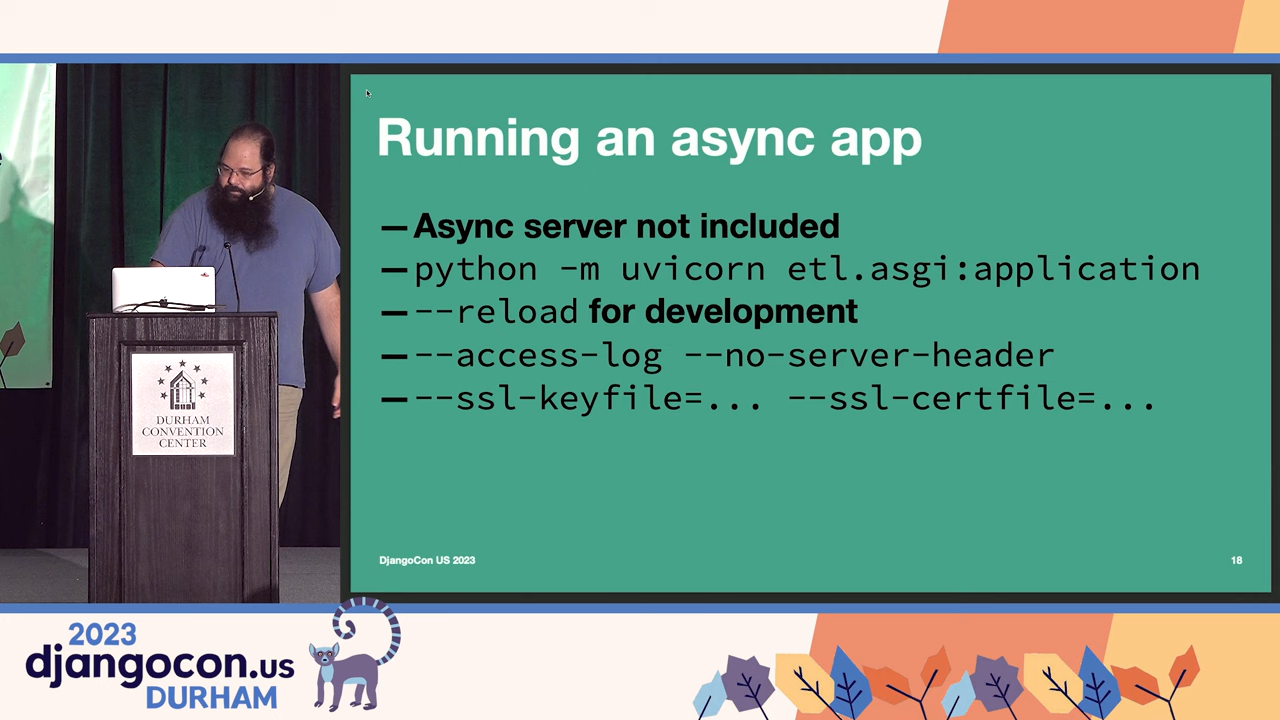 Running an async app
— Async server not included
— python -m uvicorn etl.asgi:application
— --reload for development
— --access-log --no-server-header
— --ssl-keyfile=... --ssl-certfile=...
DjangoCon US 2023
18
DURHAM
CONVENTION
CENTER
2023
djangocon.us
DURHAM